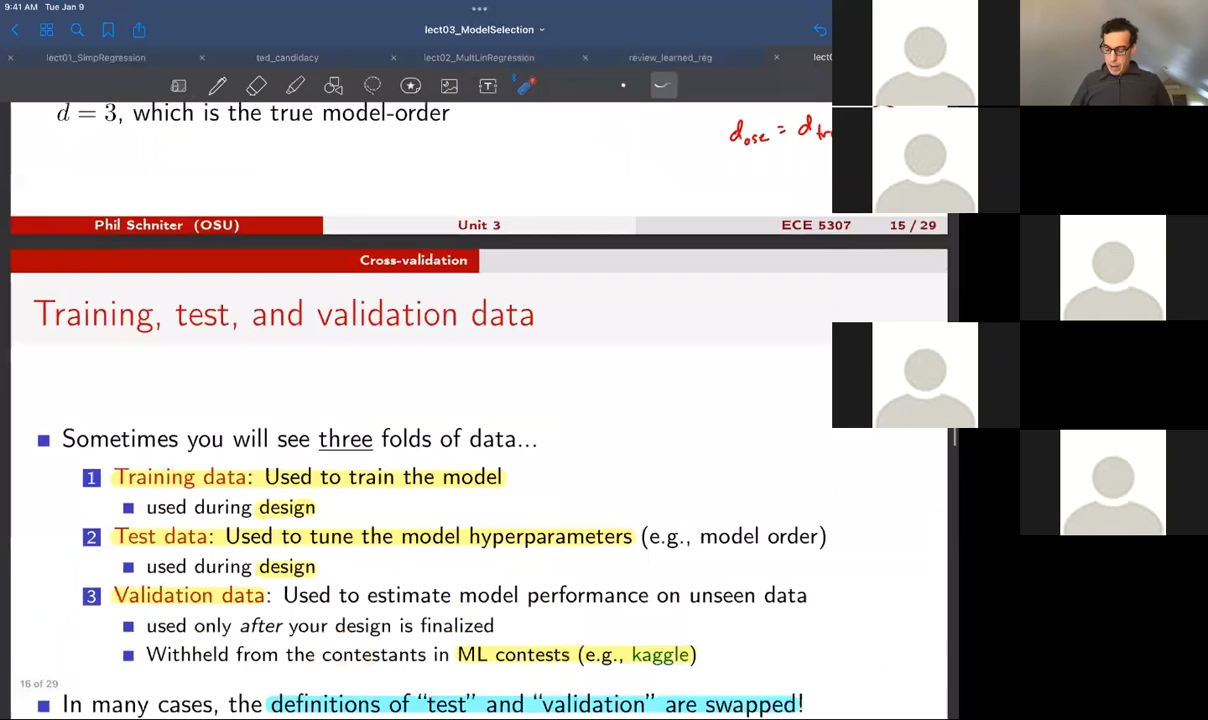 9:41 AM Tue Jan 9
lect03_ModelSelection
lect01_SimpRegression
ted_candidacy
lect02_MultLinRegression
review_learned_reg
d = 3, which is the true model-order
d_ose = d
Phil Schniter (OSU) Unit 3 ECE 5307 15 / 29
Cross-validation
Training, test, and validation data
Sometimes you will see three folds of data...
1 Training data: Used to train the model
used during design
2 Test data: Used to tune the model hyperparameters (e.g., model order)
used during design
3 Validation data: Used to estimate model performance on unseen data
used only after your design is finalized
Withheld from the contestants in ML contests (e.g., kaggle)
16 of 29
In many cases, the definitions of “test” and “validation” are swapped!